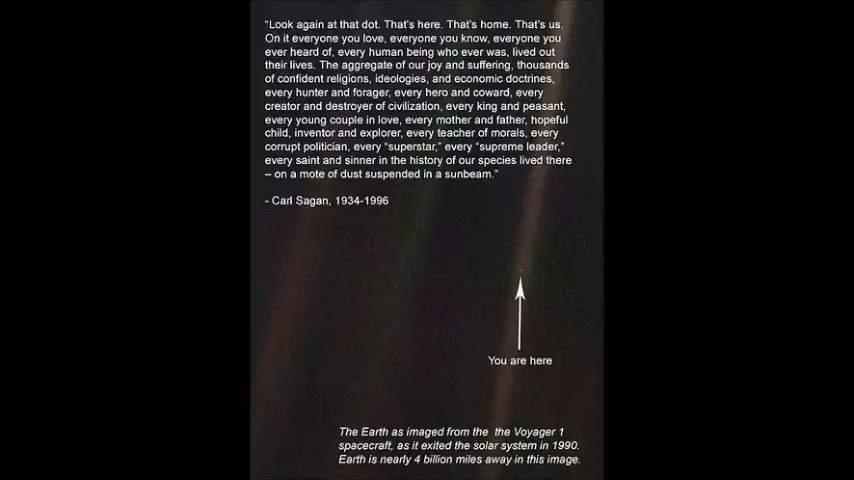 “Look again at that dot. That's here. That's home. That's us.
On it everyone you love, everyone you know, everyone you
ever heard of, every human being who ever was, lived out
their lives. The aggregate of our joy and suffering, thousands
of confident religions, ideologies, and economic doctrines,
every hunter and forager, every hero and coward, every
creator and destroyer of civilization, every king and peasant,
every young couple in love, every mother and father, hopeful
child, inventor and explorer, every teacher of morals, every
corrupt politician, every “superstar,” every “supreme leader,”
every saint and sinner in the history of our species lived there
– on a mote of dust suspended in a sunbeam.”
- Carl Sagan, 1934-1996
You are here
The Earth as imaged from the the Voyager 1
spacecraft, as it exited the solar system in 1990.
Earth is nearly 4 billion miles away in this image.